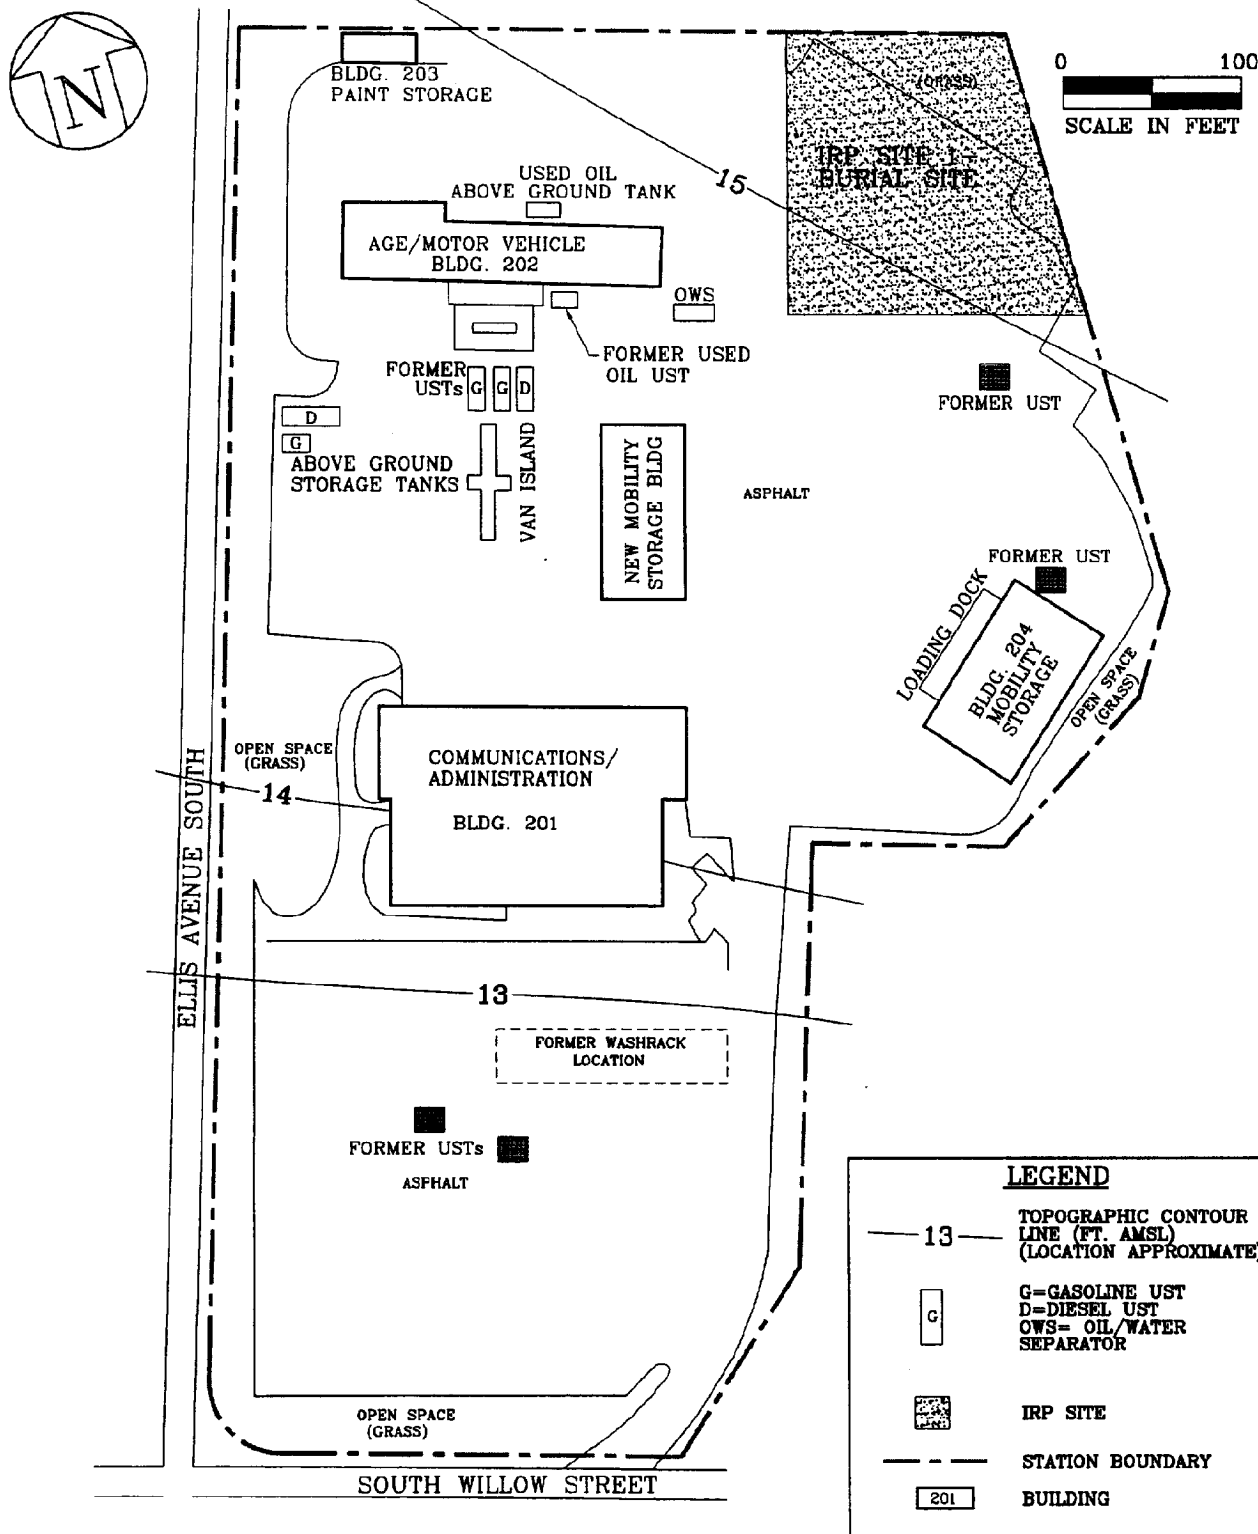 N
BLDG. 203
PAINT STORAGE
0 100
SCALE IN FEET
(GRASS)
IRP SITE 1-
BURIAL SITE
15
USED OIL
ABOVE GROUND TANK
AGE/MOTOR VEHICLE
BLDG. 202
OWS
FORMER USED
OIL UST
FORMER
USTs
G
G
D
FORMER UST
D
G
ABOVE GROUND
STORAGE TANKS
VAN ISLAND
NEW MOBILITY
STORAGE BLDG
ASPHALT
FORMER UST
LOADING DOCK
BLDG. 204
MOBILITY
STORAGE
OPEN SPACE
(GRASS)
OPEN SPACE
(GRASS)
COMMUNICATIONS/
ADMINISTRATION
BLDG. 201
14
ELLIS AVENUE SOUTH
13
FORMER WASHRACK
LOCATION
FORMER USTs
ASPHALT
OPEN SPACE
(GRASS)
SOUTH WILLOW STREET
LEGEND
13
TOPOGRAPHIC CONTOUR
LINE (FT. AMSL)
(LOCATION APPROXIMATE)
G
G=GASOLINE UST
D=DIESEL UST
OWS= OIL/WATER
SEPARATOR
IRP SITE
STATION BOUNDARY
201
BUILDING